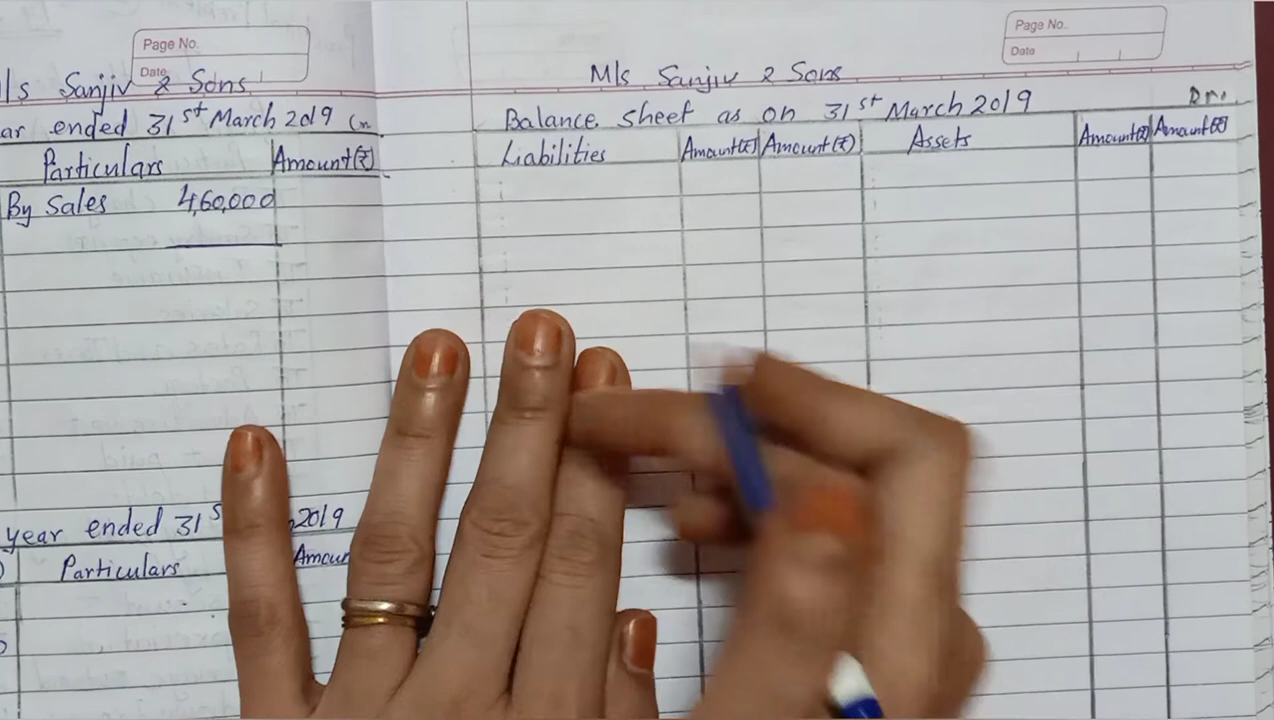 Page No.
Date
M/s Sanjiv & Sons
ar ended 31st March 2019
Particulars Amount(₹)
By Sales 4,60,000
year ended 31 2019
Particulars Amoun
Page No.
Date
M/s Sanjiv & Sons
Balance sheet as on 31st March 2019
Liabilities Amount(₹) Amount(₹) Assets Amount(₹) Amount(₹)